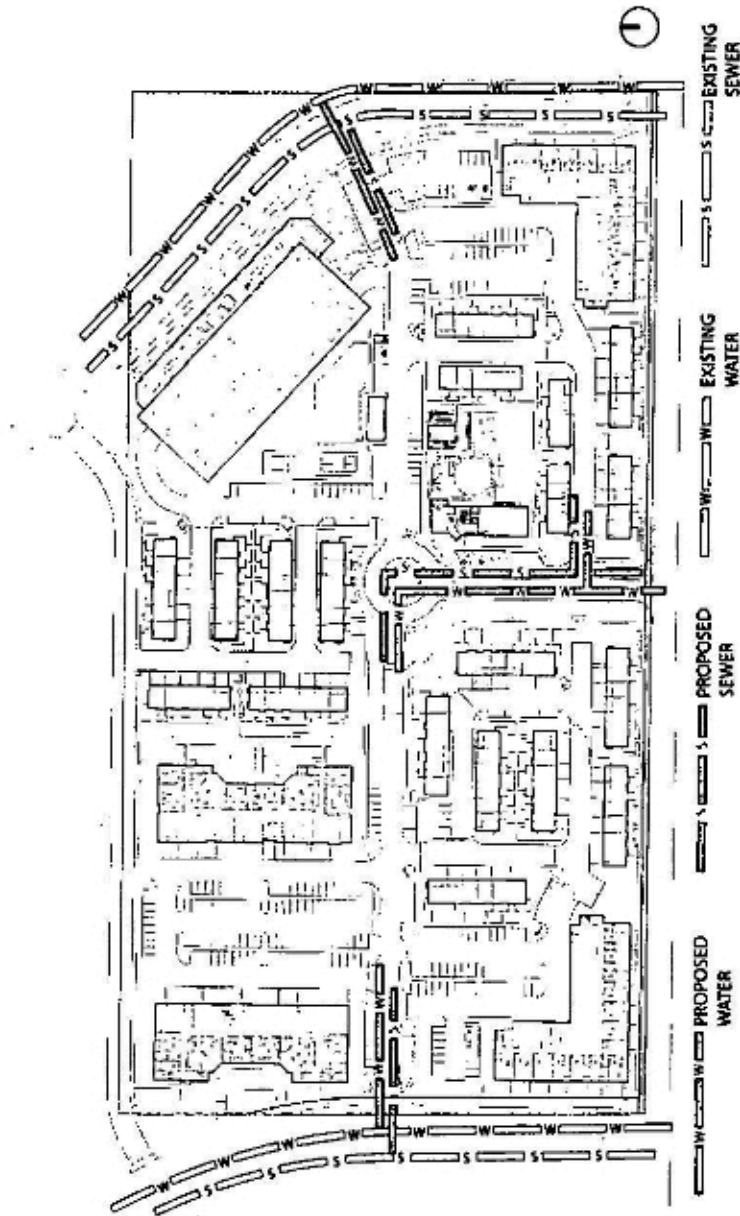 W W PROPOSED
WATER
S S PROPOSED
SEWER
W W EXISTING
WATER
S S EXISTING
SEWER